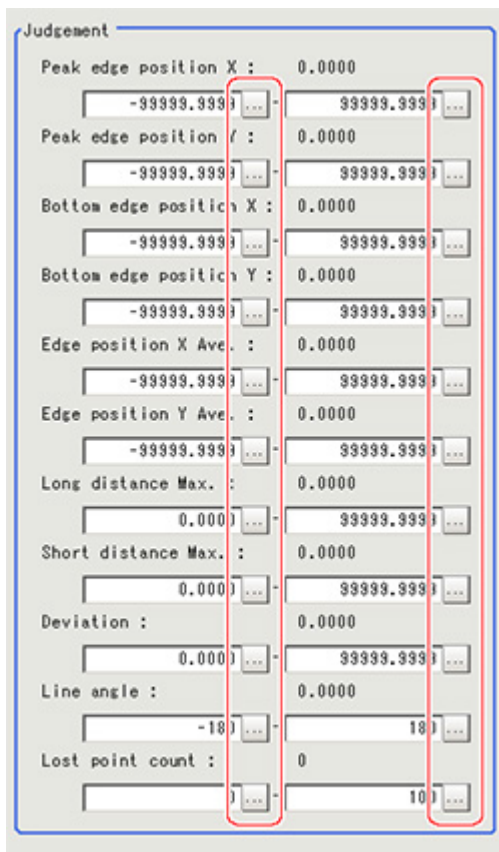 Judgement
Peak edge position X : 0.0000
-99999.9999 ... - 99999.9999 ...
Peak edge position Y : 0.0000
-99999.9999 ... - 99999.9999 ...
Bottom edge position X : 0.0000
-99999.9999 ... - 99999.9999 ...
Bottom edge position Y : 0.0000
-99999.9999 ... - 99999.9999 ...
Edge position X Ave. : 0.0000
-99999.9999 ... - 99999.9999 ...
Edge position Y Ave. : 0.0000
-99999.9999 ... - 99999.9999 ...
Long distance Max. : 0.0000
0.0000 ... - 99999.9999 ...
Short distance Max. : 0.0000
0.0000 ... - 99999.9999 ...
Deviation : 0.0000
0.0000 ... - 99999.9999 ...
Line angle : 0.0000
-180 ... - 180 ...
Lost point count : 0
0 ... - 100 ...